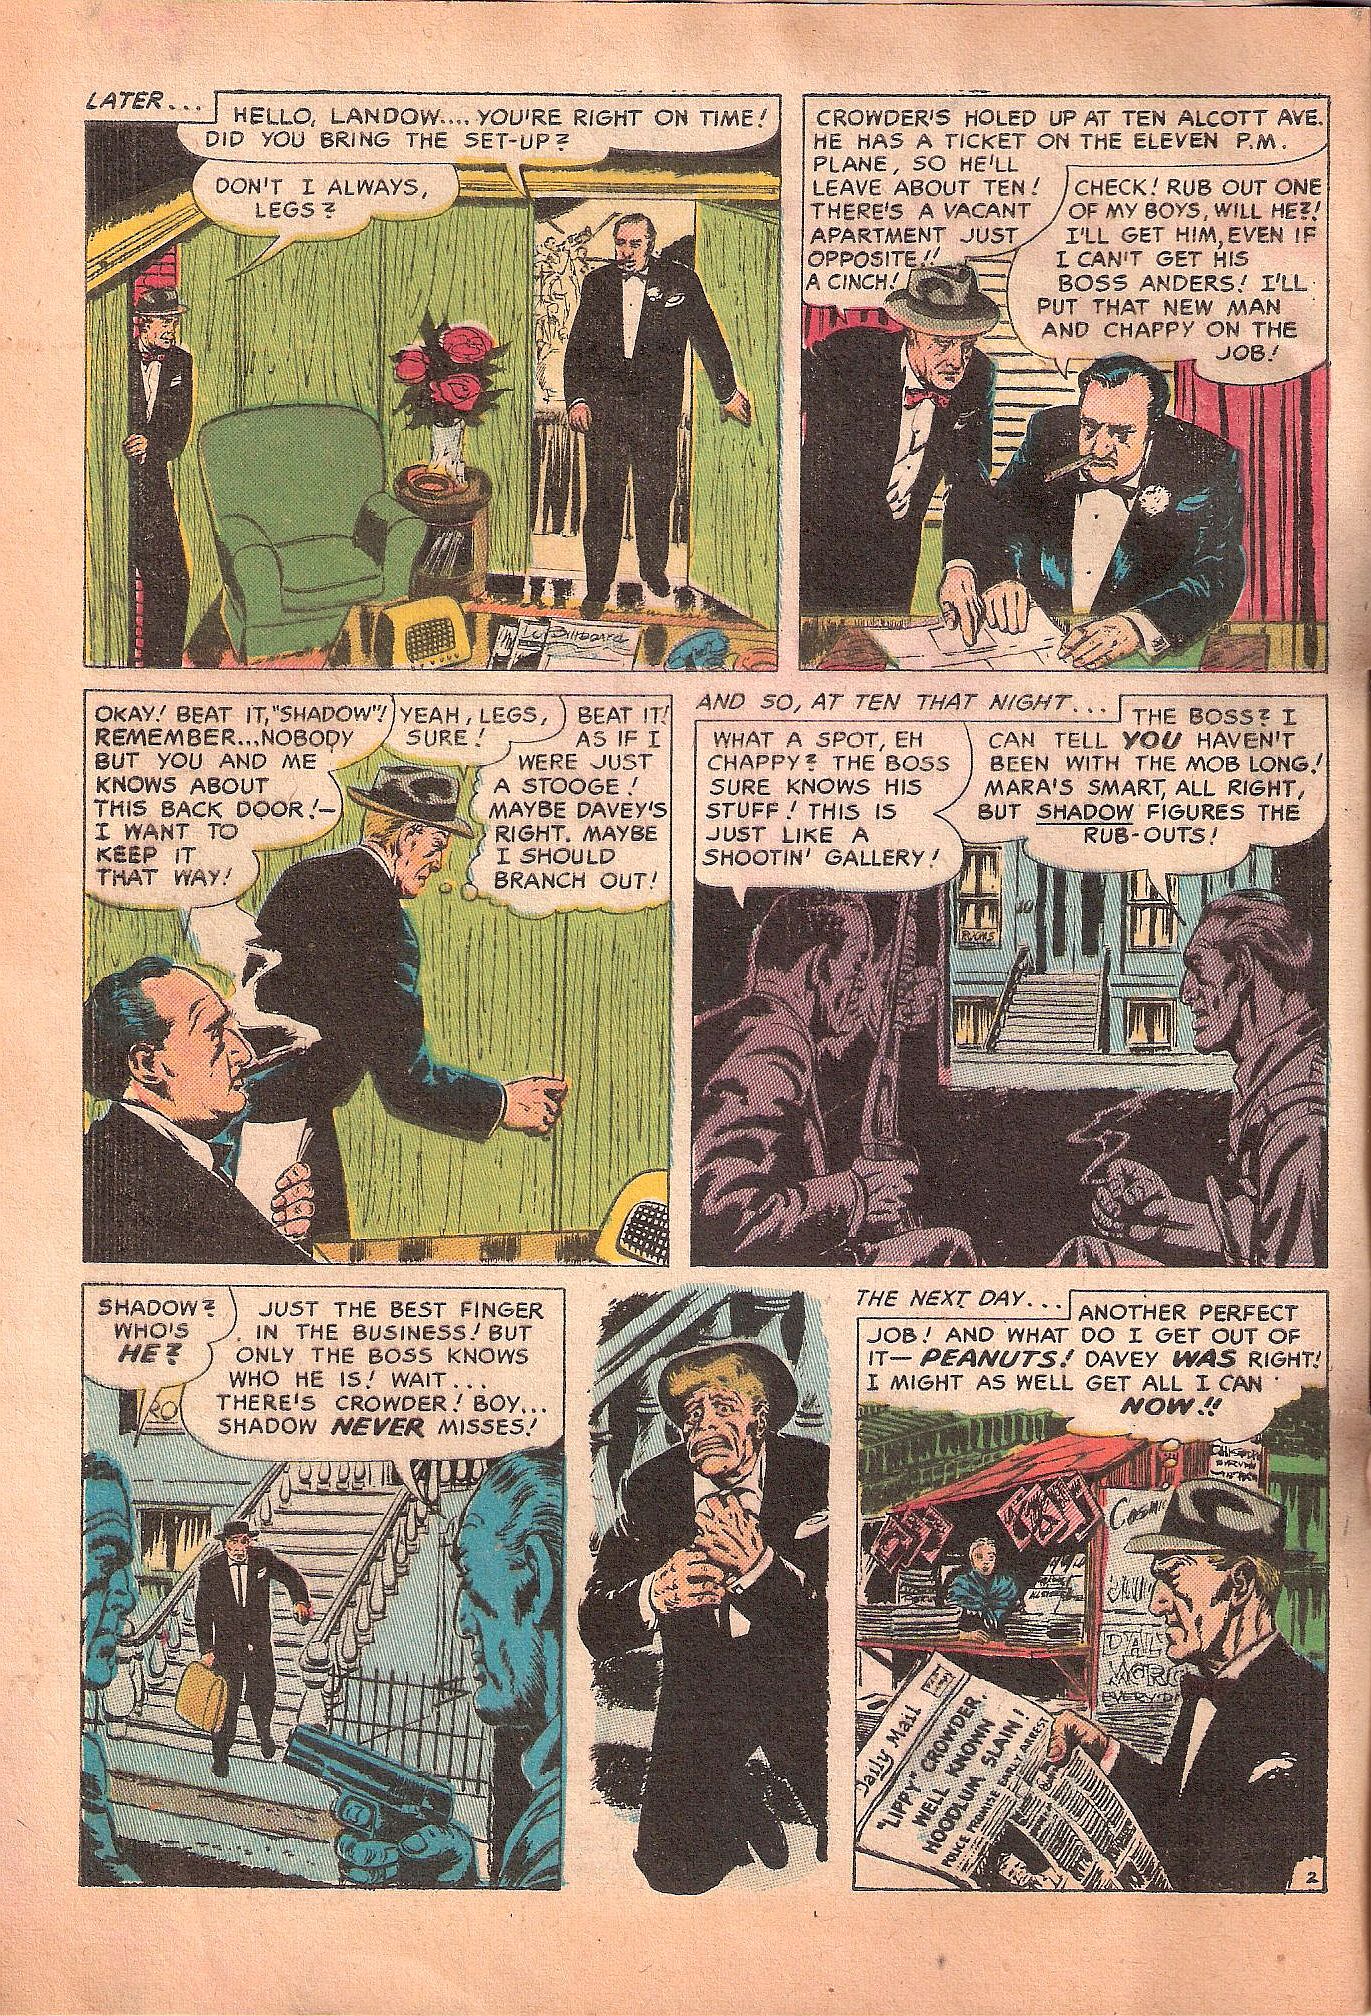 LATER...
HELLO, LANDOW.... YOU'RE RIGHT ON TIME!
DID YOU BRING THE SET-UP?
DON'T I ALWAYS,
LEGS?
Billboard
CROWDER'S HOLED UP AT TEN ALCOTT AVE.
HE HAS A TICKET ON THE ELEVEN P.M.
PLANE, SO HE'LL
LEAVE ABOUT TEN!
THERE'S A VACANT
APARTMENT JUST
OPPOSITE!!
A CINCH!
CHECK! RUB OUT ONE
OF MY BOYS, WILL HE?!
I'LL GET HIM, EVEN IF
I CAN'T GET HIS
BOSS ANDERS! I'LL
PUT THAT NEW MAN
AND CHAPPY ON THE
JOB!
OKAY! BEAT IT, "SHADOW"!
REMEMBER...NOBODY
BUT YOU AND ME
KNOWS ABOUT
THIS BACK DOOR!—
I WANT TO
KEEP IT
THAT WAY!
YEAH, LEGS,
SURE!
BEAT IT!
AS IF I
WERE JUST
A STOOGE!
MAYBE DAVEY'S
RIGHT. MAYBE
I SHOULD
BRANCH OUT!
AND SO, AT TEN THAT NIGHT...
WHAT A SPOT, EH
CHAPPY? THE BOSS
SURE KNOWS HIS
STUFF! THIS IS
JUST LIKE A
SHOOTIN' GALLERY!
THE BOSS? I
CAN TELL YOU HAVEN'T
BEEN WITH THE MOB LONG!
MARA'S SMART, ALL RIGHT,
BUT SHADOW FIGURES THE
RUB-OUTS!
10
ROOMS
SHADOW?
WHO'S
HE?
JUST THE BEST FINGER
IN THE BUSINESS! BUT
ONLY THE BOSS KNOWS
WHO HE IS! WAIT...
THERE'S CROWDER! BOY...
SHADOW NEVER MISSES!
RO
THE NEXT DAY...
ANOTHER PERFECT
JOB! AND WHAT DO I GET OUT OF
IT— PEANUTS! DAVEY WAS RIGHT!
I MIGHT AS WELL GET ALL I CAN
NOW!!
DAIL
WORK
EVERY D
Daily Mail
"LIPPY" CROWDER,
WELL KNOWN
HOODLUM SLAIN!
POLICE PROMISE EARLY ARREST
2